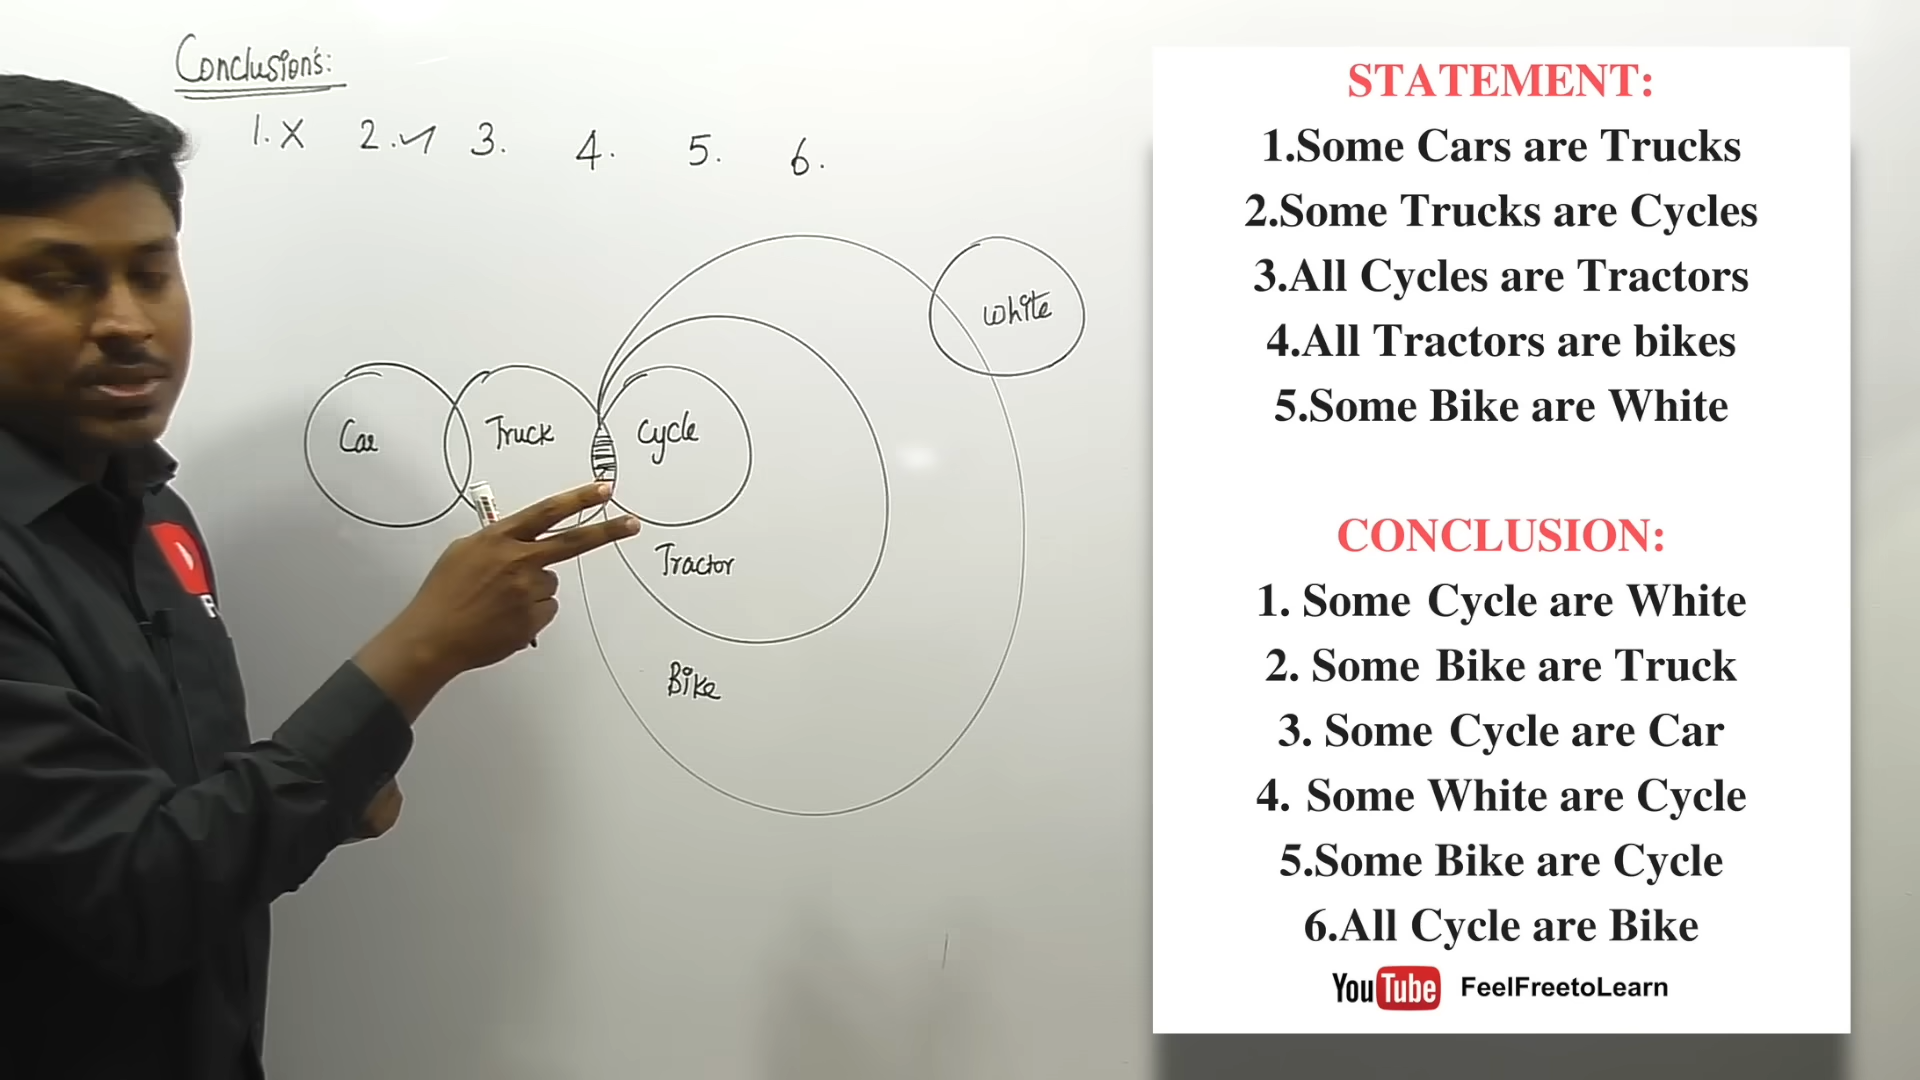 Conclusion's:
1. X 2. ✓ 3. 4. 5. 6.
White
Car Truck Cycle
Tractor
Bike
STATEMENT:
1.Some Cars are Trucks
2.Some Trucks are Cycles
3.All Cycles are Tractors
4.All Tractors are bikes
5.Some Bike are White
CONCLUSION:
1. Some Cycle are White
2. Some Bike are Truck
3. Some Cycle are Car
4. Some White are Cycle
5.Some Bike are Cycle
6.All Cycle are Bike
YouTube FeelFreetoLearn